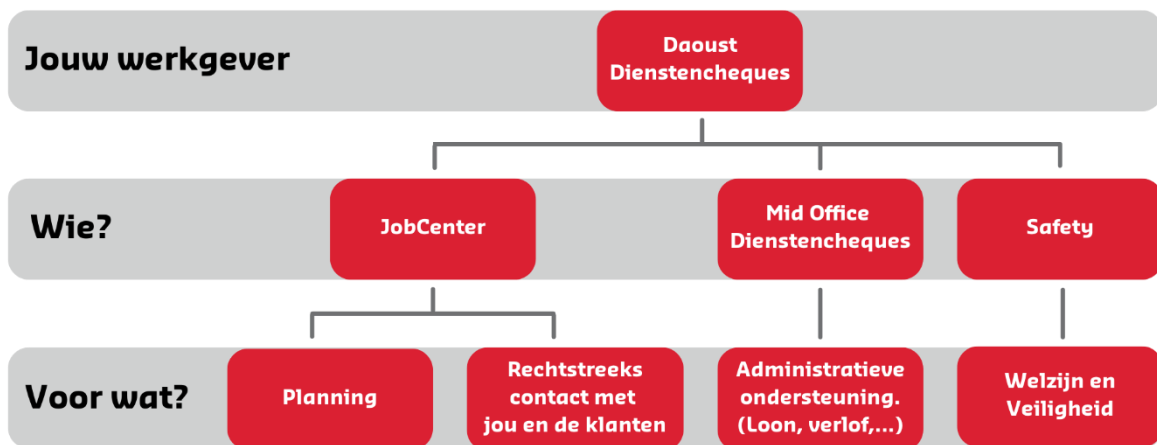 Jouw werkgever
Daoust
Dienstencheques
Wie?
JobCenter
Mid Office
Dienstencheques
Safety
Voor wat?
Planning
Rechtstreeks
contact met
jou en de klanten
Administratieve
ondersteuning.
(Loon, verlof,...)
Welzijn en
Veiligheid